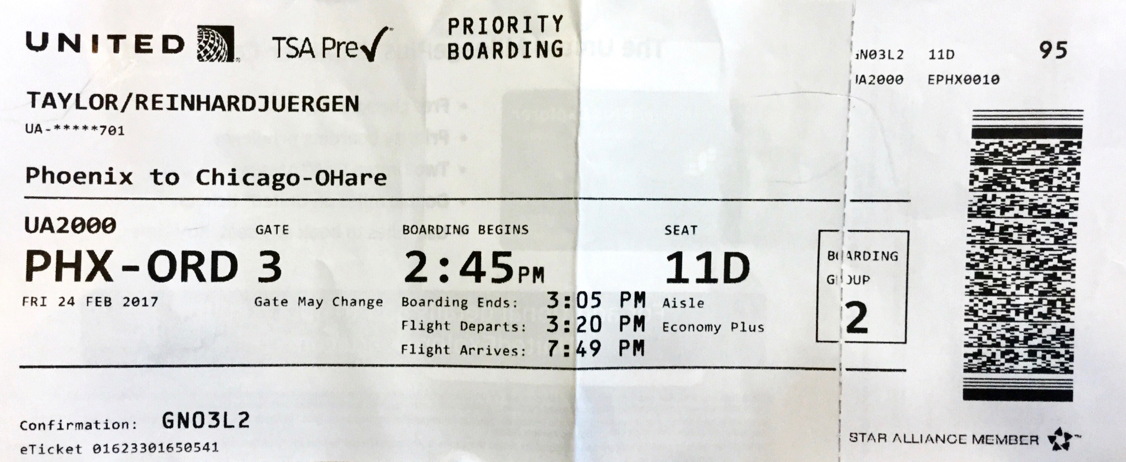 UNITED TSA Pre✓ PRIORITY
BOARDING
TAYLOR/REINHARDJUERGEN
UA-*****701
Phoenix to Chicago-OHare
UA2000 GATE BOARDING BEGINS SEAT
PHX-ORD 3 2:45PM 11D
FRI 24 FEB 2017 Gate May Change Boarding Ends: 3:05 PM Aisle
Flight Departs: 3:20 PM Economy Plus
Flight Arrives: 7:49 PM
BOARDING
GROUP
2
Confirmation: GNO3L2
eTicket 01623301650541
N03L2 11D 95
UA2000 EPHX0010
STAR ALLIANCE MEMBER